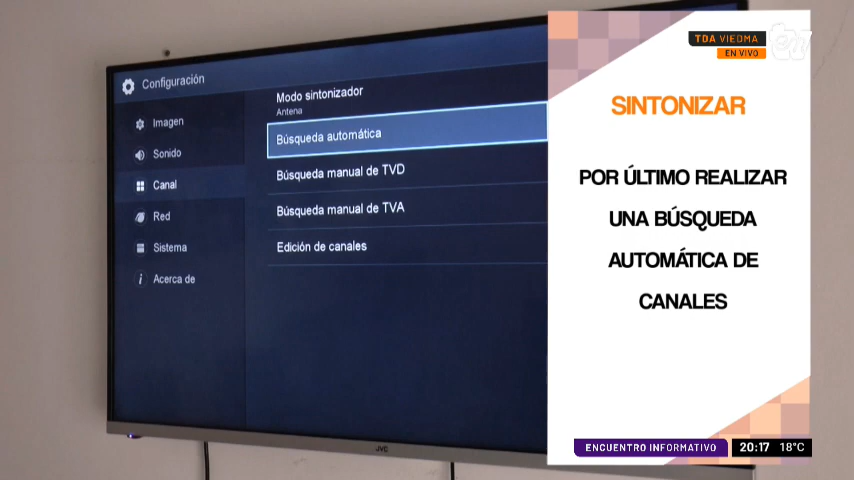 Configuración
Imagen
Sonido
Canal
Red
Sistema
Acerca de
Modo sintonizador
Antena
Búsqueda automática
Búsqueda manual de TVD
Búsqueda manual de TVA
Edición de canales
JVC
TDA VIEDMA
EN VIVO
SINTONIZAR
POR ÚLTIMO REALIZAR
UNA BÚSQUEDA
AUTOMÁTICA DE
CANALES
ENCUENTRO INFORMATIVO
20:17 18°C